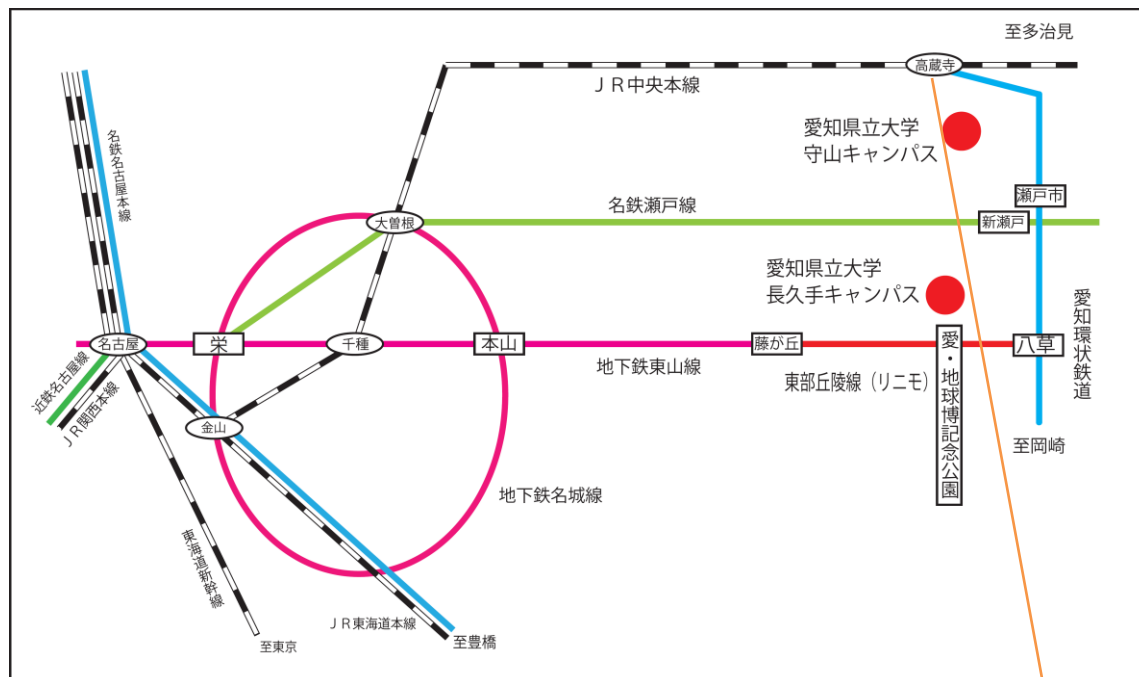 至多治見
高蔵寺
ＪＲ中央本線
愛知県立大学
守山キャンパス
名鉄名古屋本線
瀬戸市
名鉄瀬戸線
大曽根
新瀬戸
愛知県立大学
長久手キャンパス
愛知環状鉄道
名古屋
栄
千種
本山
藤が丘
八草
地下鉄東山線
東部丘陵線（リニモ）
愛・地球博記念公園
近鉄名古屋線
ＪＲ関西本線
金山
至岡崎
地下鉄名城線
東海道新幹線
ＪＲ東海道本線
至東京
至豊橋